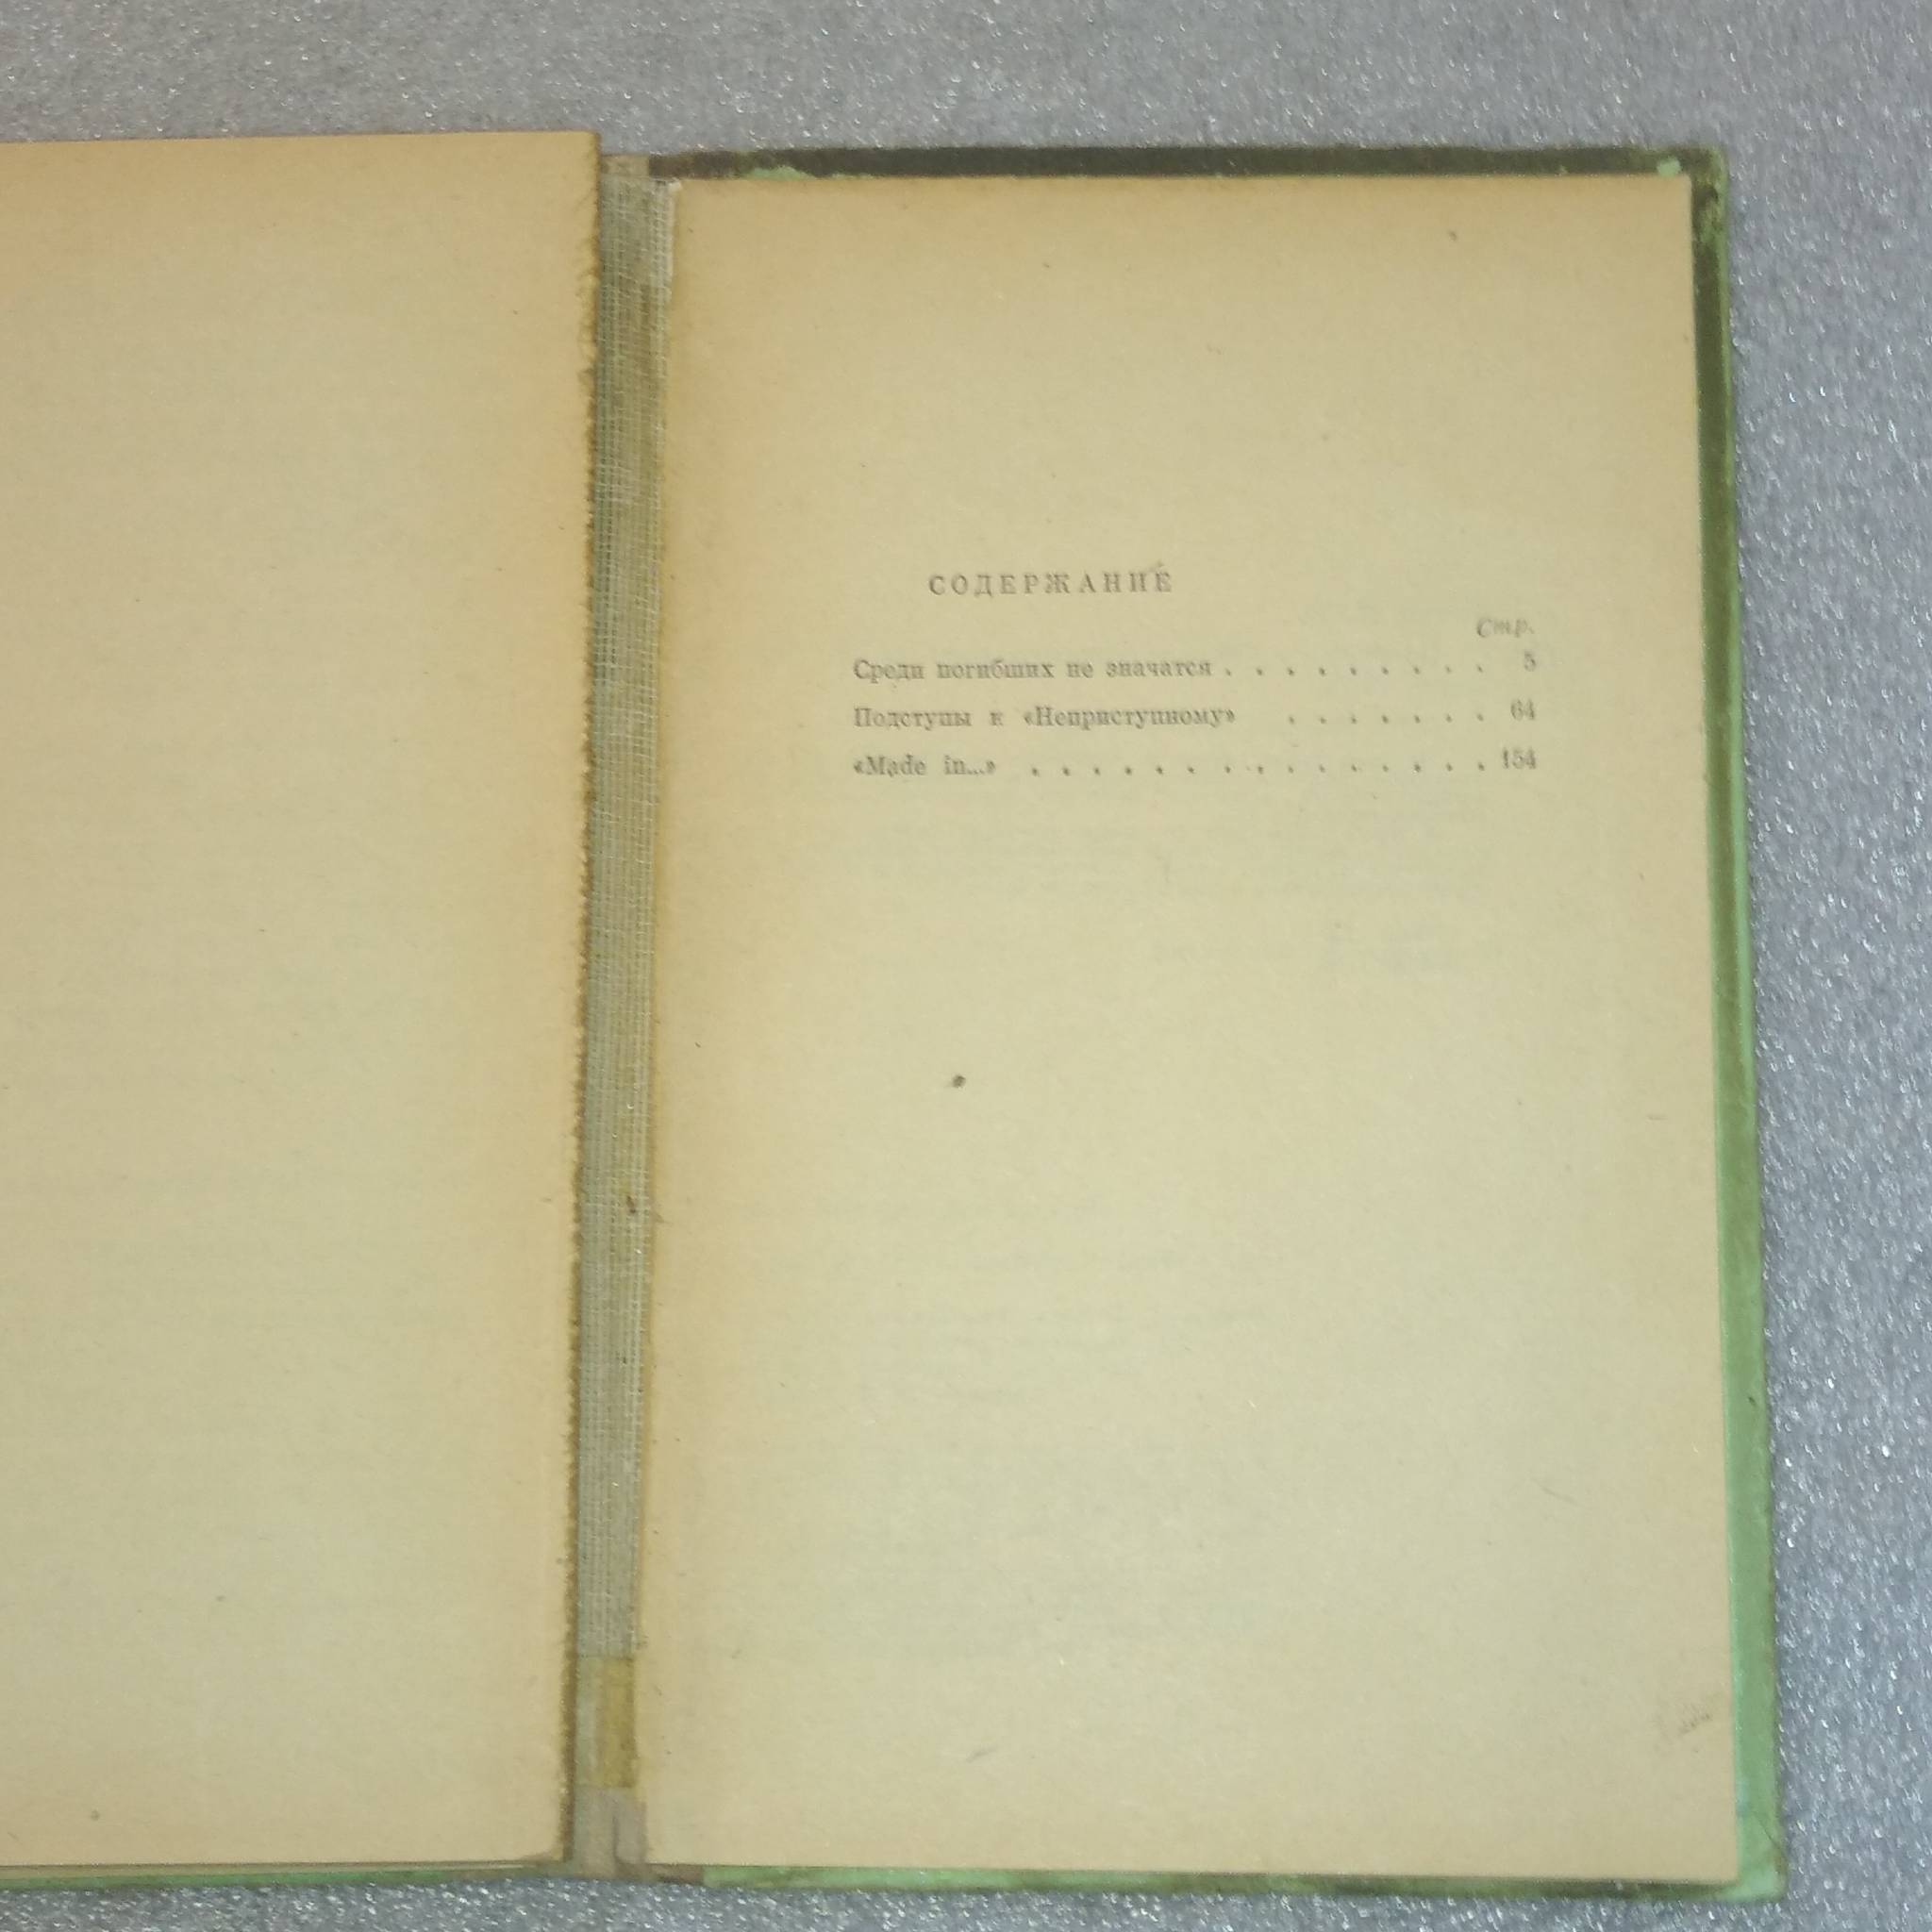 СОДЕРЖАНИЕ
Стр.
Среди погибших не значатся . . . . . . . . . 5
Подступы к «Неприступному» . . . . . . . 64
«Made in...» . . . . . . . . . . . . . . . 154